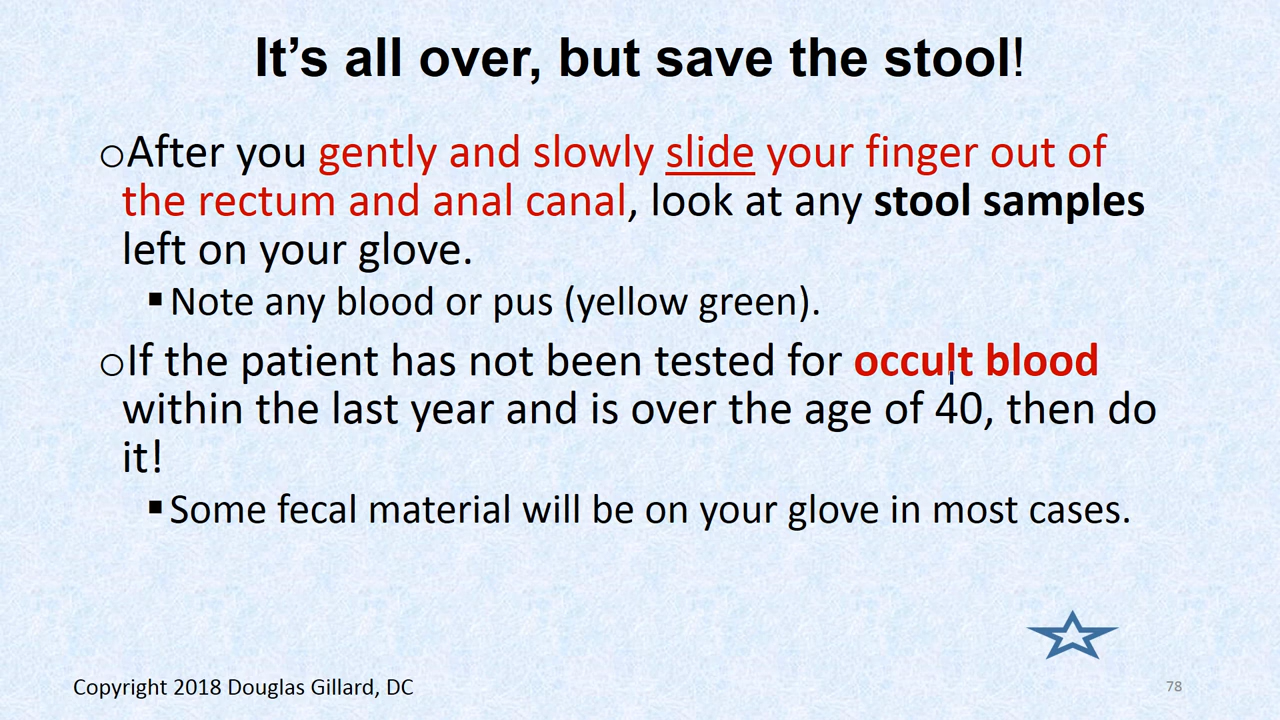 It’s all over, but save the stool!
oAfter you gently and slowly slide your finger out of
the rectum and anal canal, look at any stool samples
left on your glove.
▪Note any blood or pus (yellow green).
oIf the patient has not been tested for occult blood
within the last year and is over the age of 40, then do
it!
▪Some fecal material will be on your glove in most cases.
Copyright 2018 Douglas Gillard, DC
78